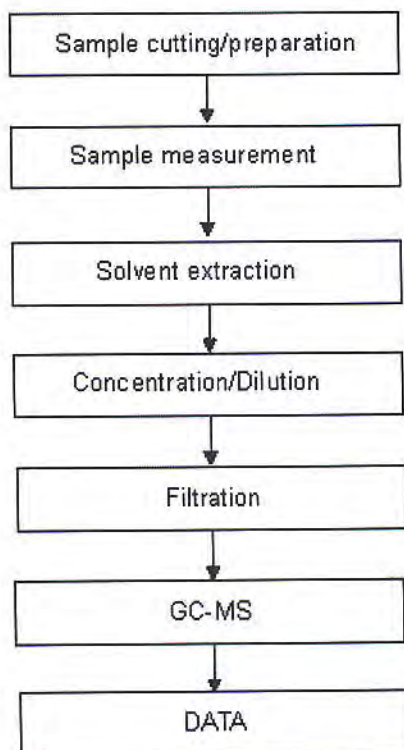 Sample cutting/preparation
Sample measurement
Solvent extraction
Concentration/Dilution
Filtration
GC-MS
DATA